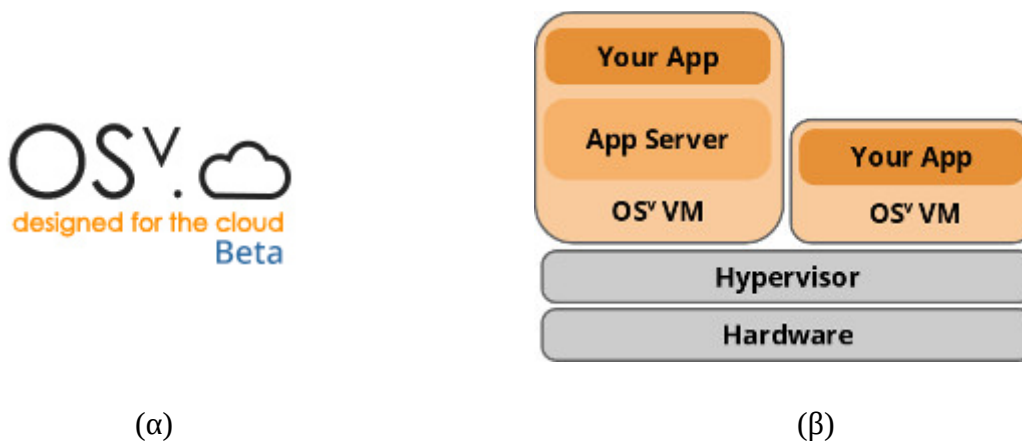 OSᵛ.
designed for the cloud
Beta
Your App
App Server
OSᵛ VM
Your App
OSᵛ VM
Hypervisor
Hardware
(α)
(β)